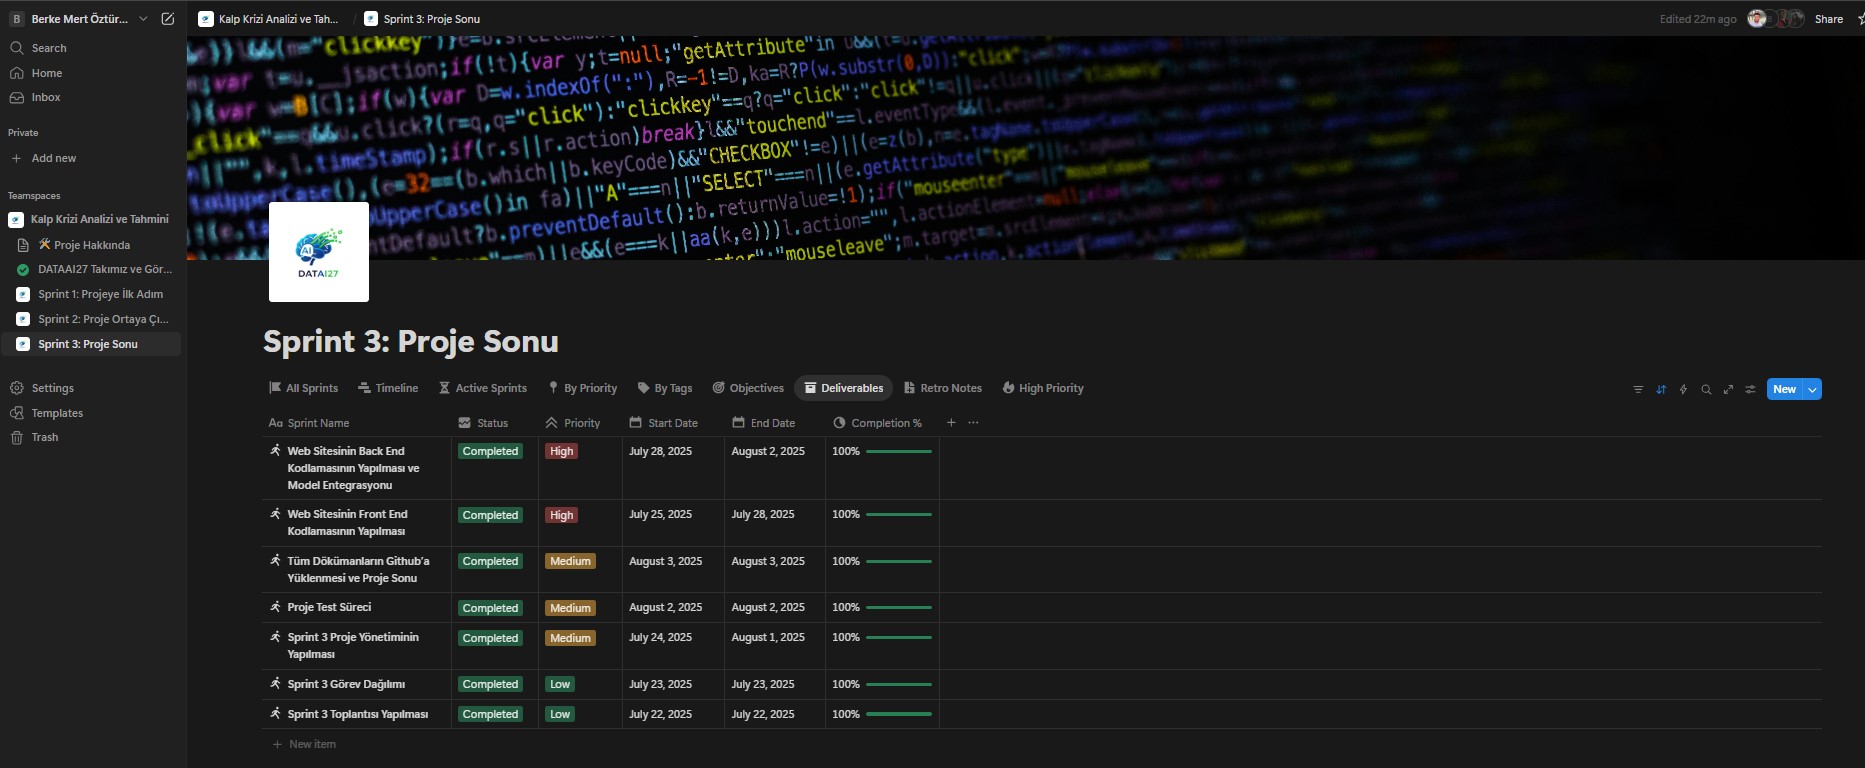 B Berke Mert Öztür...
Search
Home
Inbox
Private
Add new
Teamspaces
Kalp Krizi Analizi ve Tahmini
Proje Hakkında
DATAAI27 Takımız ve Gör...
Sprint 1: Projeye İlk Adım
Sprint 2: Proje Ortaya Çı...
Sprint 3: Proje Sonu
Settings
Templates
Trash
Kalp Krizi Analizi ve Tah... / Sprint 3: Proje Sonu
Edited 22m ago Share
DATAI27
Sprint 3: Proje Sonu
All Sprints Timeline Active Sprints By Priority By Tags Objectives Deliverables Retro Notes High Priority
New
Aa Sprint Name Status Priority Start Date End Date Completion %
Web Sitesinin Back End Completed High July 28, 2025 August 2, 2025 100%
Kodlamasının Yapılması ve
Model Entegrasyonu
Web Sitesinin Front End Completed High July 25, 2025 July 28, 2025 100%
Kodlamasının Yapılması
Tüm Dökümanların Github'a Completed Medium August 3, 2025 August 3, 2025 100%
Yüklenmesi ve Proje Sonu
Proje Test Süreci Completed Medium August 2, 2025 August 2, 2025 100%
Sprint 3 Proje Yönetiminin Completed Medium July 24, 2025 August 1, 2025 100%
Yapılması
Sprint 3 Görev Dağılımı Completed Low July 23, 2025 July 23, 2025 100%
Sprint 3 Toplantısı Yapılması Completed Low July 22, 2025 July 22, 2025 100%
New item